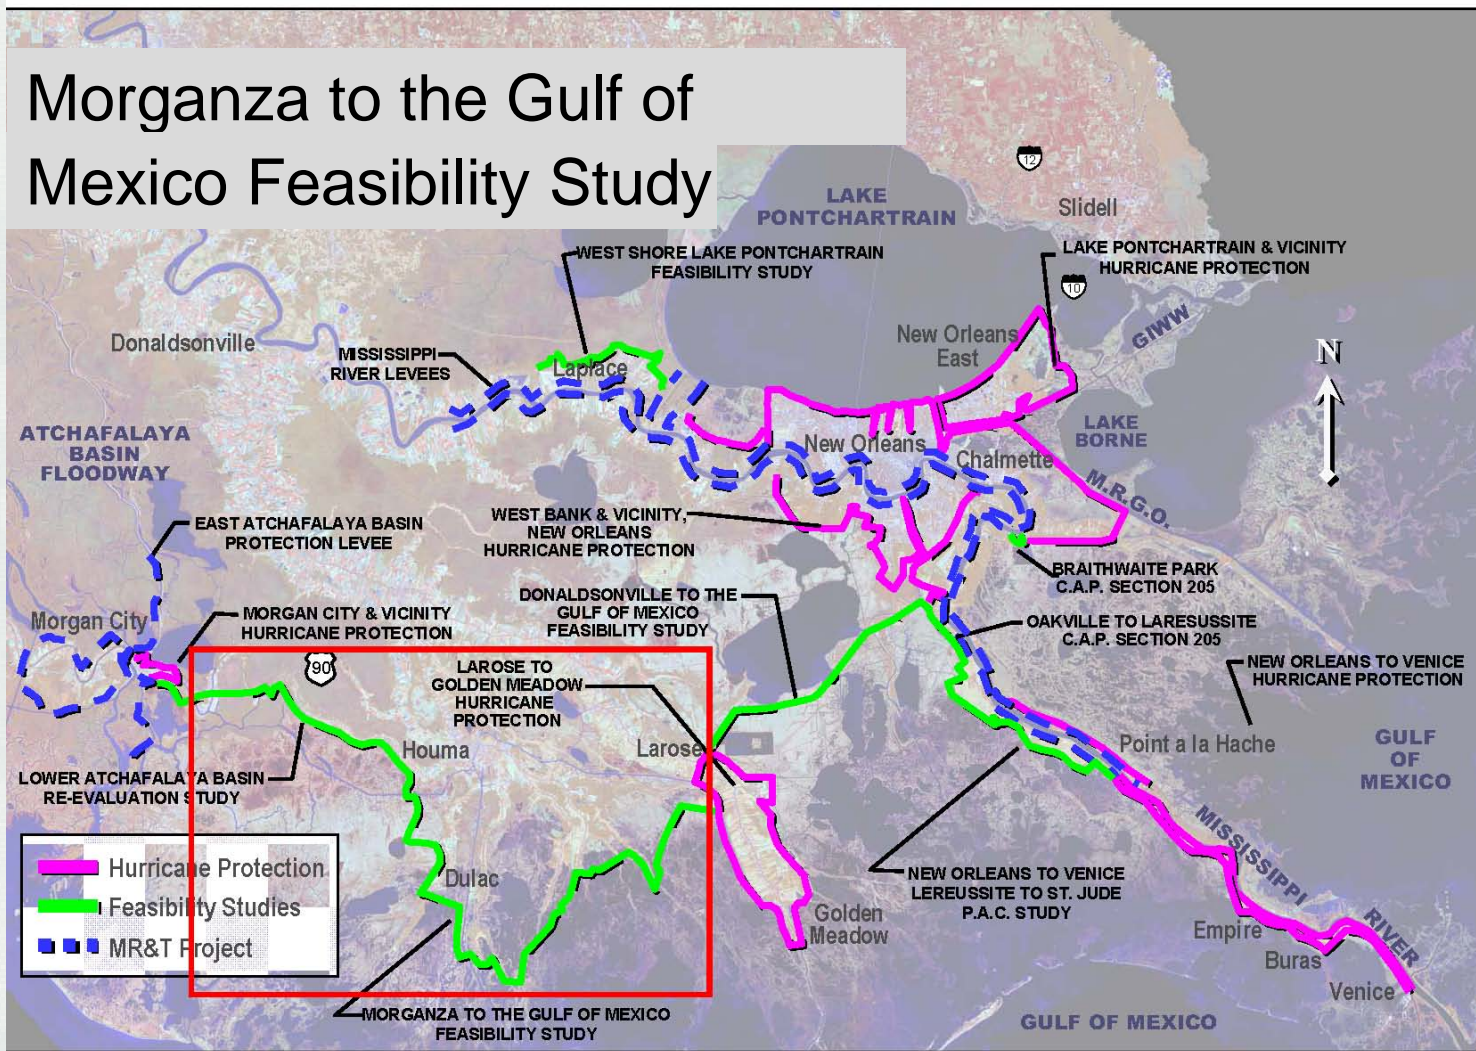 Morganza to the Gulf of
Mexico Feasibility Study
12
LAKE
PONTCHARTRAIN
Slidell
WEST SHORE LAKE PONTCHARTRAIN
FEASIBILITY STUDY
LAKE PONTCHARTRAIN & VICINITY
HURRICANE PROTECTION
10
GIWW
Donaldsonville
MISSISSIPPI
RIVER LEVEES
Laplace
New Orleans
East
N
LAKE
BORNE
ATCHAFALAYA
BASIN
FLOODWAY
New Orleans
Chalmette
M.R.G.O.
EAST ATCHAFALAYA BASIN
PROTECTION LEVEE
WEST BANK & VICINITY,
NEW ORLEANS
HURRICANE PROTECTION
BRAITHWAITE PARK
C.A.P. SECTION 205
DONALDSONVILLE TO THE
GULF OF MEXICO
FEASIBILITY STUDY
Morgan City
MORGAN CITY & VICINITY
HURRICANE PROTECTION
OAKVILLE TO LARESUSSITE
C.A.P. SECTION 205
90
LAROSE TO
GOLDEN MEADOW
HURRICANE
PROTECTION
NEW ORLEANS TO VENICE
HURRICANE PROTECTION
Houma
Larose
Point a la Hache
GULF
OF
MEXICO
LOWER ATCHAFALAYA BASIN
RE-EVALUATION STUDY
MISSISSIPPI
RIVER
Hurricane Protection
Feasibility Studies
MR&T Project
Dulac
NEW ORLEANS TO VENICE
LEREUSSITE TO ST. JUDE
P.A.C. STUDY
Golden
Meadow
Empire
Buras
Venice
MORGANZA TO THE GULF OF MEXICO
FEASIBILITY STUDY
GULF OF MEXICO